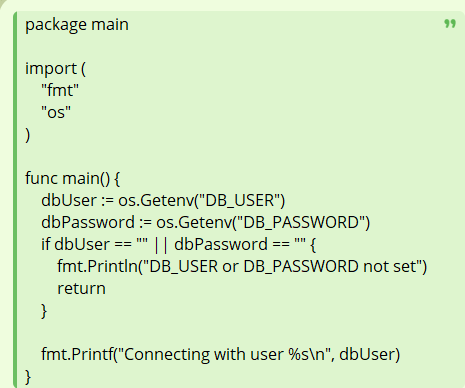 package main

import (
    "fmt"
    "os"
)

func main() {
    dbUser := os.Getenv("DB_USER")
    dbPassword := os.Getenv("DB_PASSWORD")
    if dbUser == "" || dbPassword == "" {
        fmt.Println("DB_USER or DB_PASSWORD not set")
        return
    }

    fmt.Printf("Connecting with user %s\n", dbUser)
}